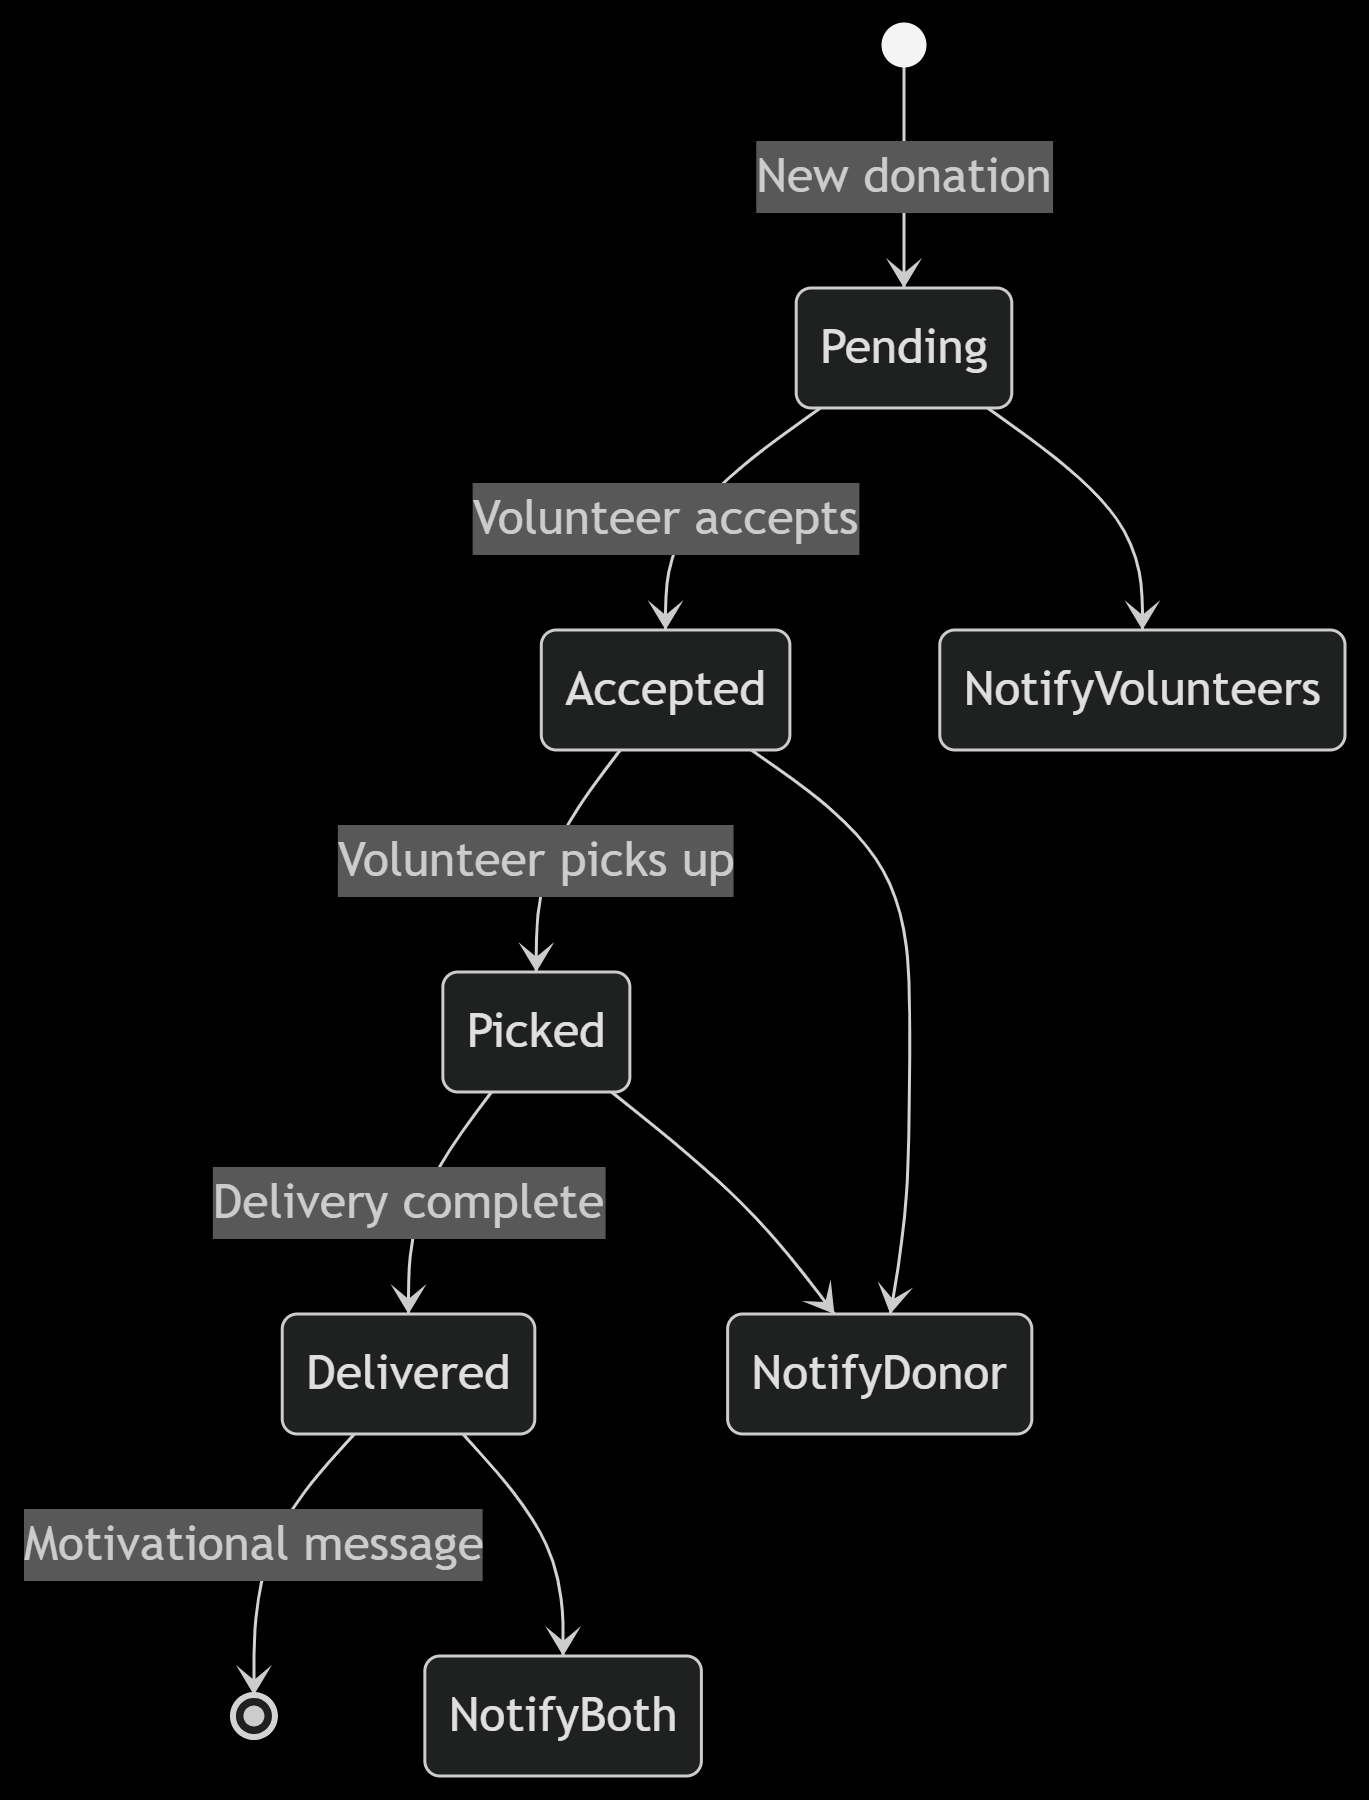 New donation
Pending
Volunteer accepts
Accepted
NotifyVolunteers
Volunteer picks up
Picked
Delivery complete
Delivered
NotifyDonor
Motivational message
NotifyBoth